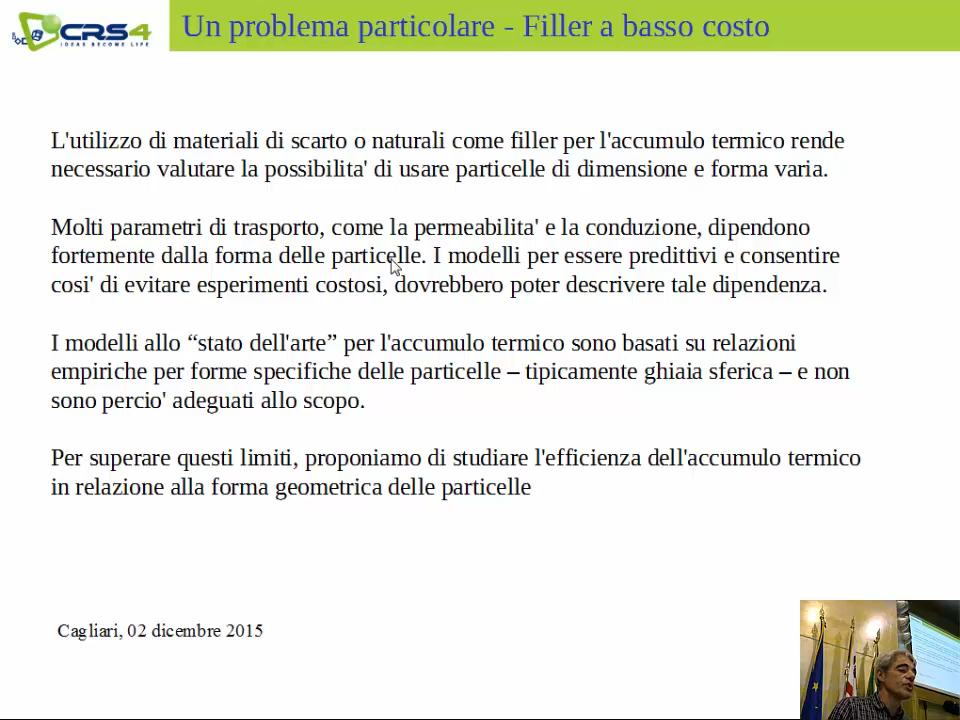 CRS4
IDEAS BECOME LIFE
Un problema particolare - Filler a basso costo
L'utilizzo di materiali di scarto o naturali come filler per l'accumulo termico rende
necessario valutare la possibilita' di usare particelle di dimensione e forma varia.
Molti parametri di trasporto, come la permeabilita' e la conduzione, dipendono
fortemente dalla forma delle particelle. I modelli per essere predittivi e consentire
cosi' di evitare esperimenti costosi, dovrebbero poter descrivere tale dipendenza.
I modelli allo “stato dell'arte” per l'accumulo termico sono basati su relazioni
empiriche per forme specifiche delle particelle – tipicamente ghiaia sferica – e non
sono percio' adeguati allo scopo.
Per superare questi limiti, proponiamo di studiare l'efficienza dell'accumulo termico
in relazione alla forma geometrica delle particelle
Cagliari, 02 dicembre 2015